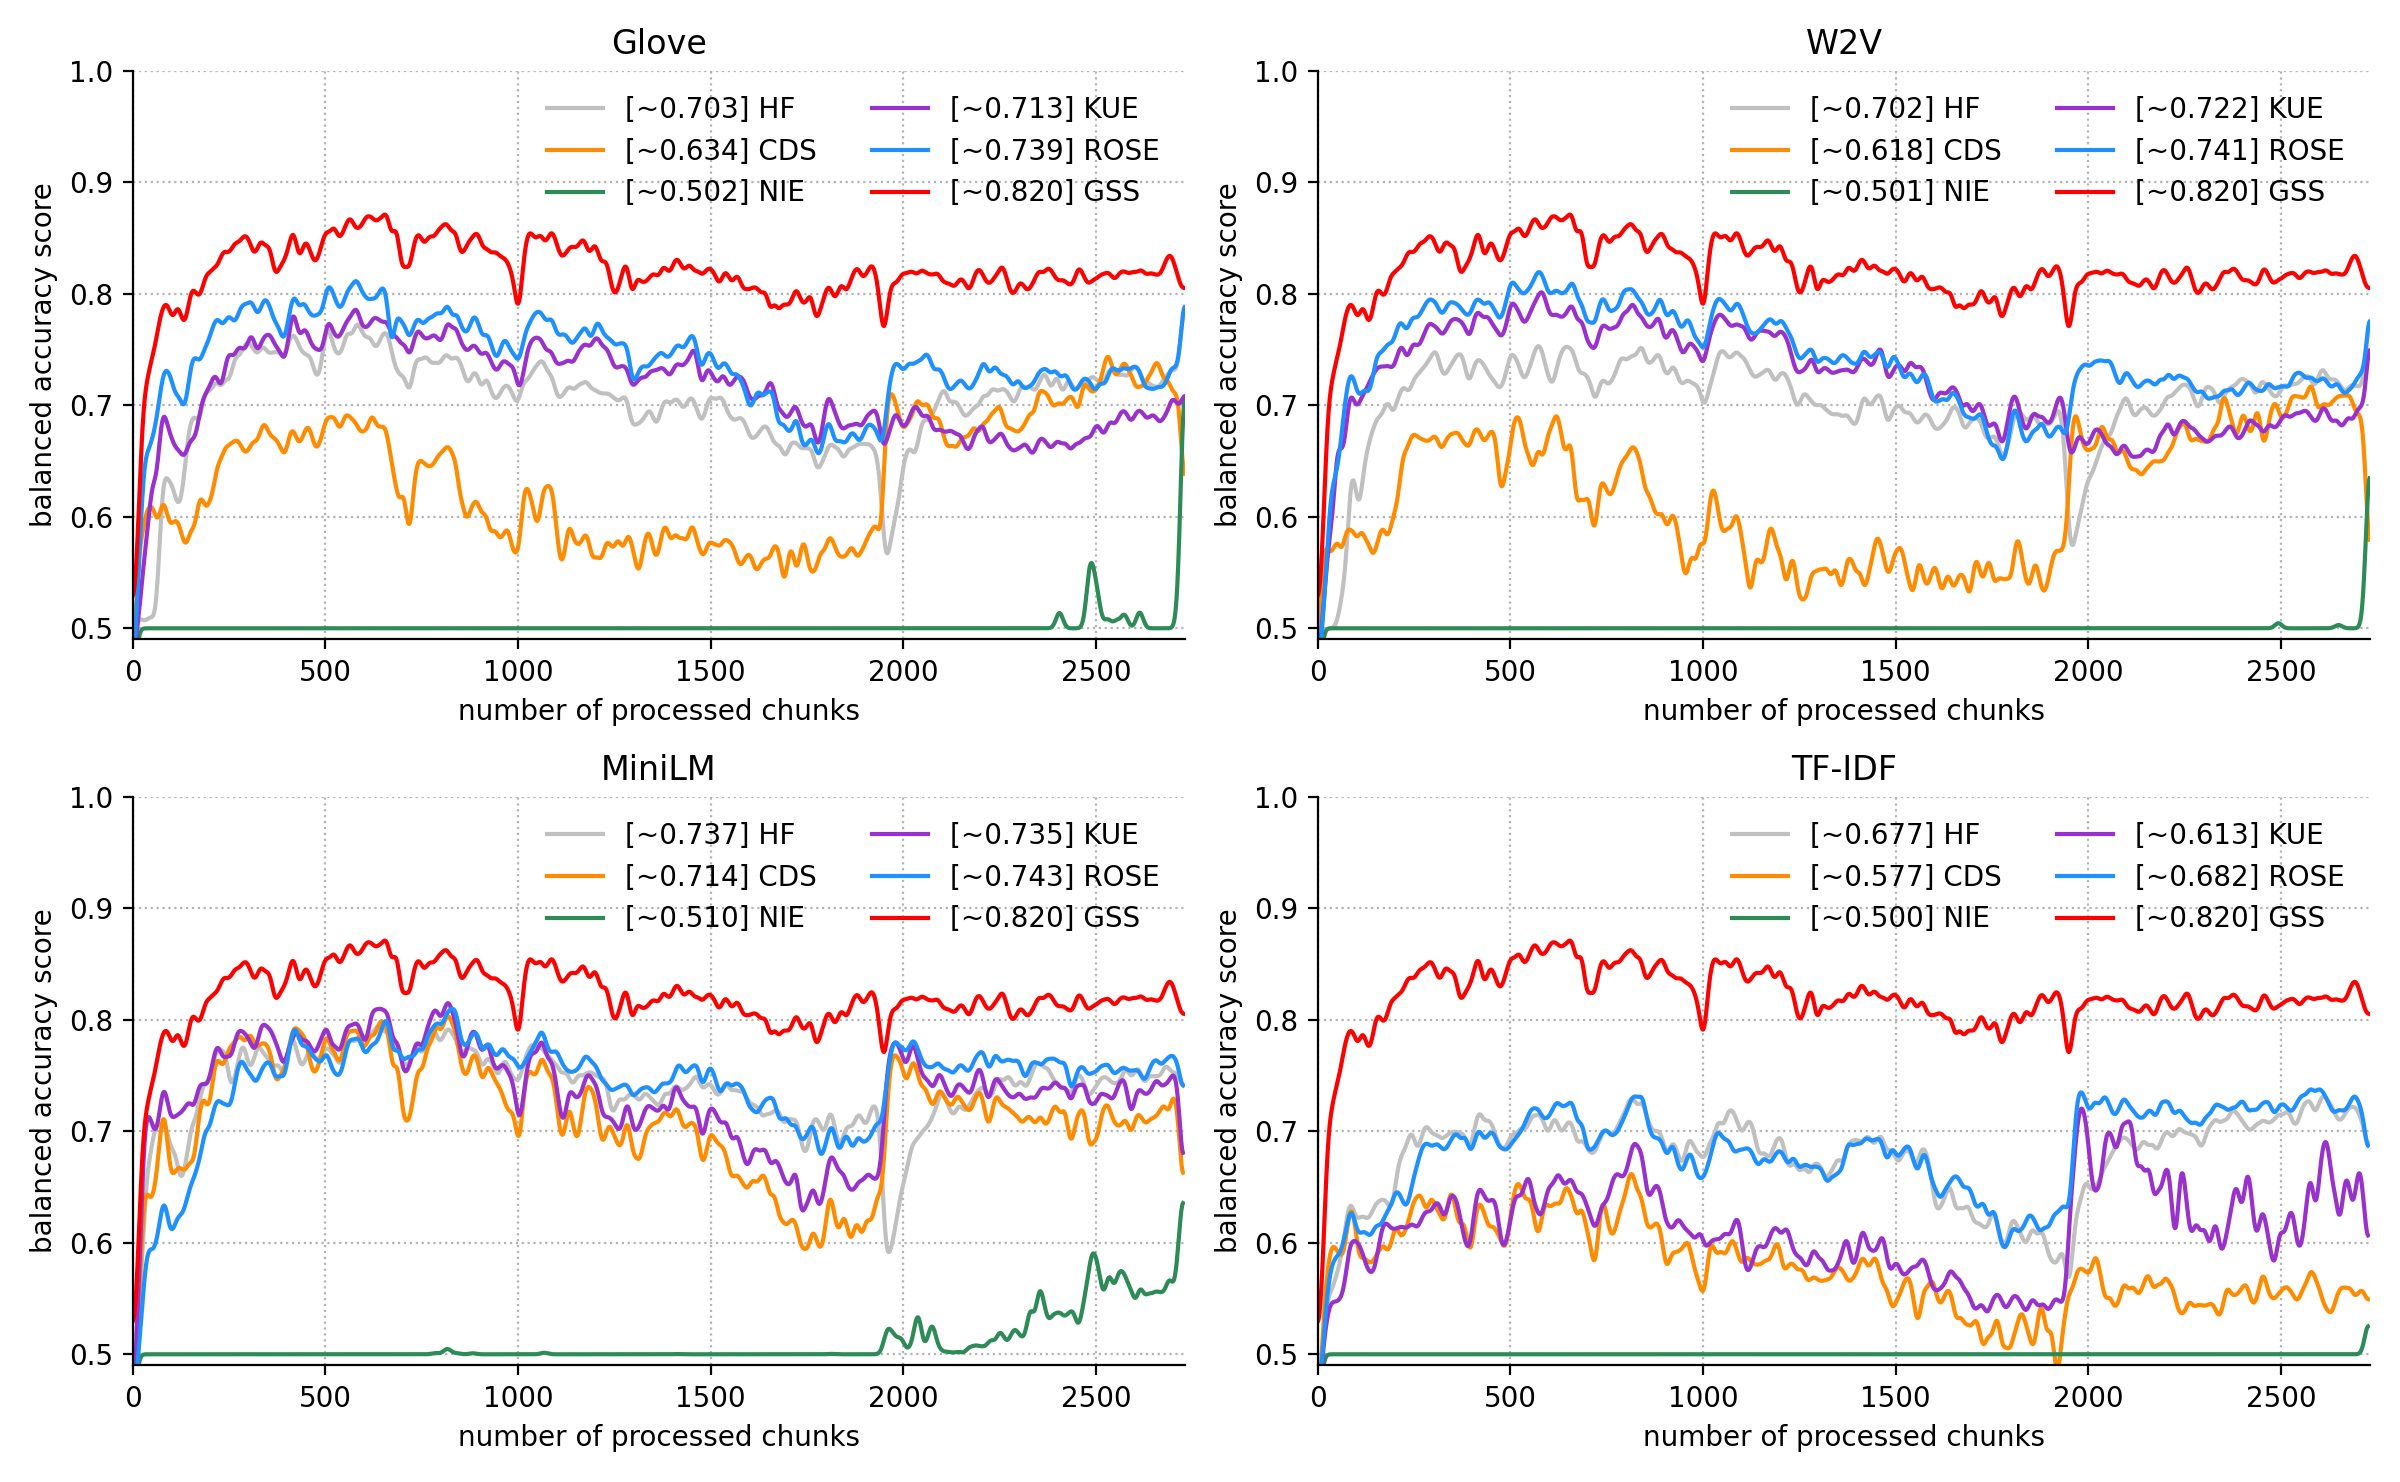 Glove
1.0
0.9
0.8
0.7
0.6
0.5
balanced accuracy score
[~0.703] HF
[~0.634] CDS
[~0.502] NIE
[~0.713] KUE
[~0.739] ROSE
[~0.820] GSS
0 500 1000 1500 2000 2500
number of processed chunks
W2V
1.0
0.9
0.8
0.7
0.6
0.5
balanced accuracy score
[~0.702] HF
[~0.618] CDS
[~0.501] NIE
[~0.722] KUE
[~0.741] ROSE
[~0.820] GSS
0 500 1000 1500 2000 2500
number of processed chunks
MiniLM
1.0
0.9
0.8
0.7
0.6
0.5
balanced accuracy score
[~0.737] HF
[~0.714] CDS
[~0.510] NIE
[~0.735] KUE
[~0.743] ROSE
[~0.820] GSS
0 500 1000 1500 2000 2500
number of processed chunks
TF-IDF
1.0
0.9
0.8
0.7
0.6
0.5
balanced accuracy score
[~0.677] HF
[~0.577] CDS
[~0.500] NIE
[~0.613] KUE
[~0.682] ROSE
[~0.820] GSS
0 500 1000 1500 2000 2500
number of processed chunks